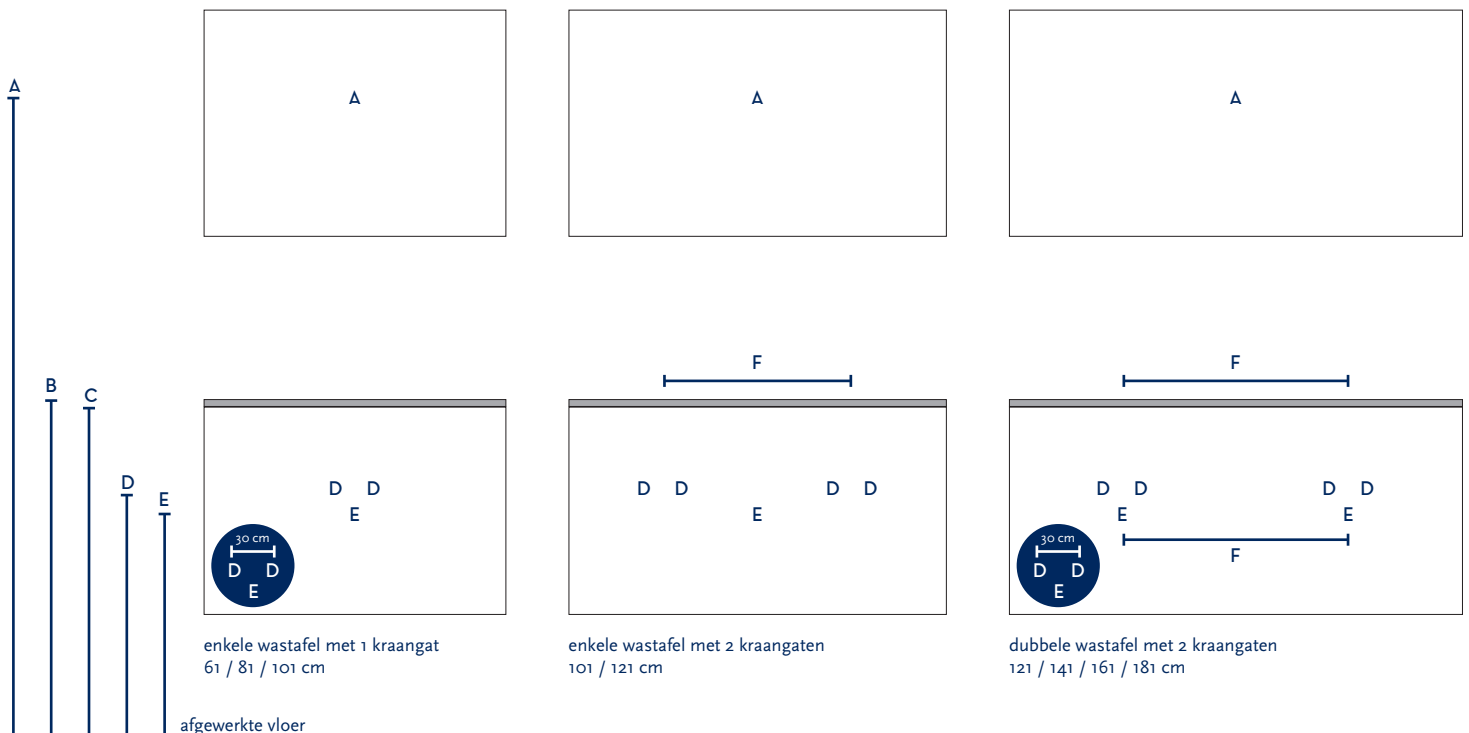 A
A
A
A
B
C
D
E
F
F
D D
E
D D
D D
E
D D
D D
E
E
F
30 cm
D D
E
30 cm
D D
E
enkele wastafel met 1 kraangat
61 / 81 / 101 cm
enkele wastafel met 2 kraangaten
101 / 121 cm
dubbele wastafel met 2 kraangaten
121 / 141 / 161 / 181 cm
afgewerkte vloer